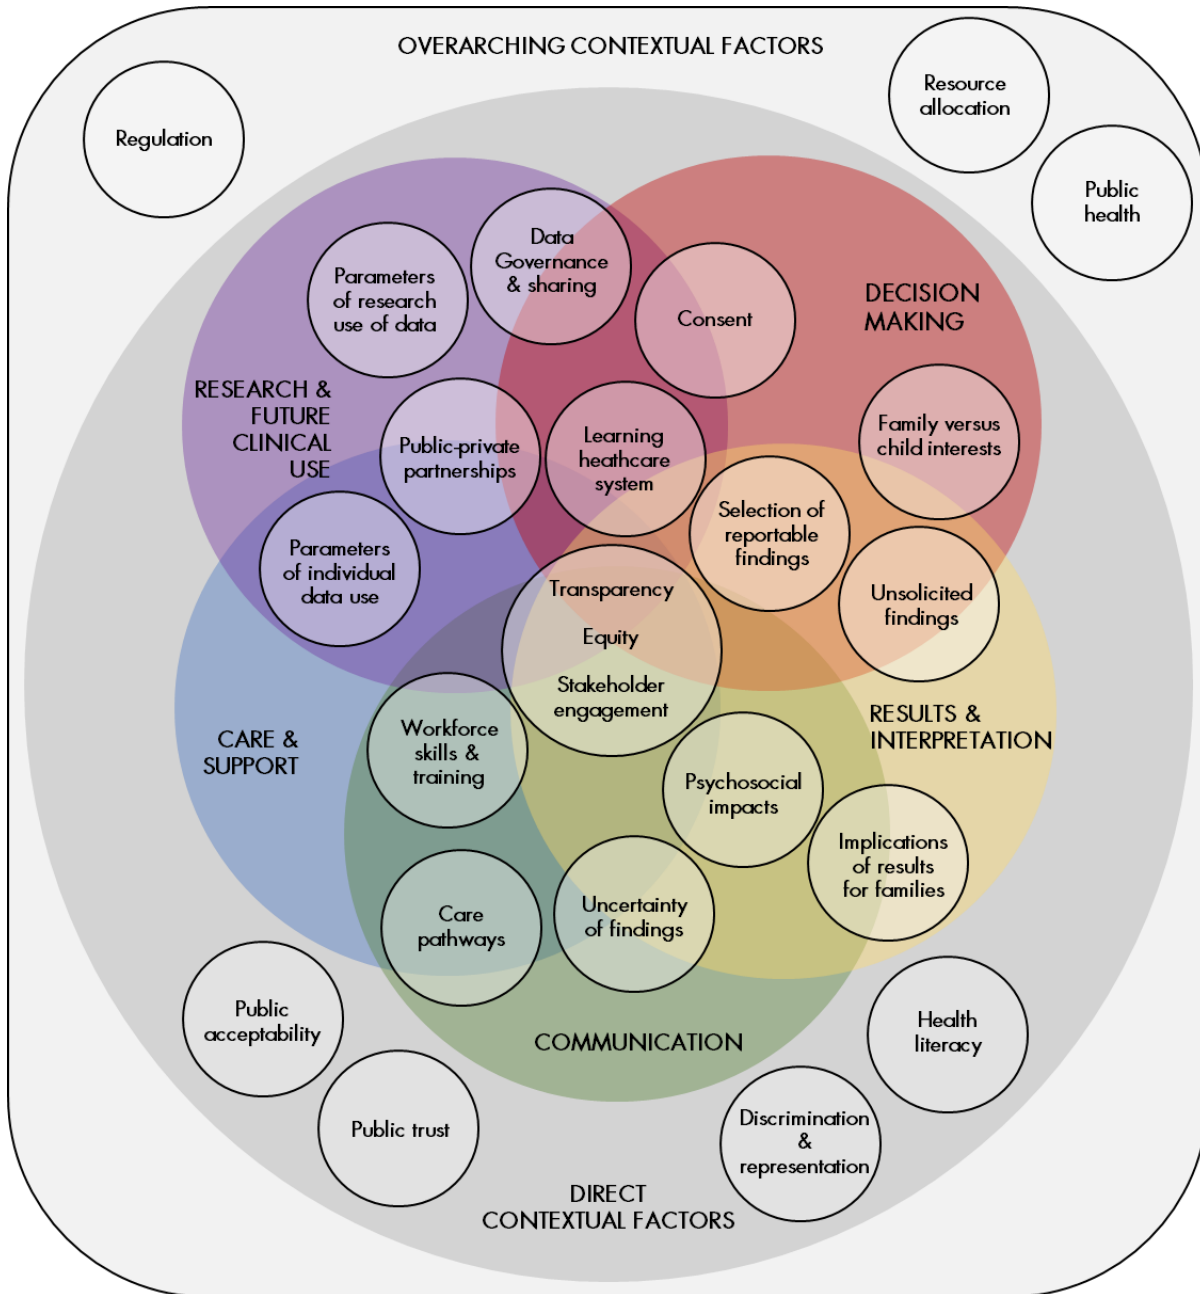 OVERARCHING CONTEXTUAL FACTORS
Regulation
Resource
allocation
Public
health
Data
Governance
& sharing
Parameters
of research
use of data
Consent
DECISION
MAKING
RESEARCH &
FUTURE
CLINICAL
USE
Public-private
partnerships
Learning
heathcare
system
Family versus
child interests
Selection of
reportable
findings
Parameters
of individual
data use
Unsolicited
findings
Transparency
Equity
Stakeholder
engagement
CARE &
SUPPORT
Workforce
skills &
training
RESULTS &
INTERPRETATION
Psychosocial
impacts
Implications
of results
for families
Care
pathways
Uncertainty
of findings
Public
acceptability
COMMUNICATION
Health
literacy
Public trust
Discrimination
&
representation
DIRECT
CONTEXTUAL FACTORS